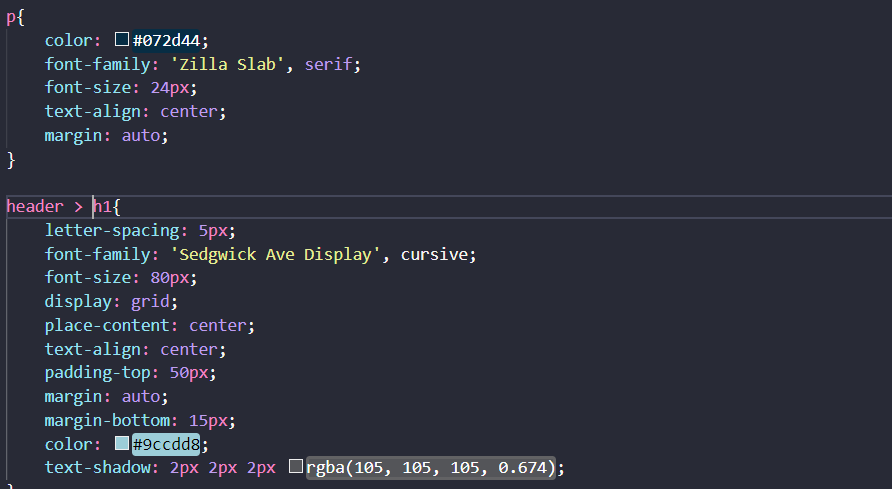 p{
    color: #072d44;
    font-family: 'Zilla Slab', serif;
    font-size: 24px;
    text-align: center;
    margin: auto;
}
header > h1{
    letter-spacing: 5px;
    font-family: 'Sedgwick Ave Display', cursive;
    font-size: 80px;
    display: grid;
    place-content: center;
    text-align: center;
    padding-top: 50px;
    margin: auto;
    margin-bottom: 15px;
    color: #9ccdd8;
    text-shadow: 2px 2px 2px rgba(105, 105, 105, 0.674);
}